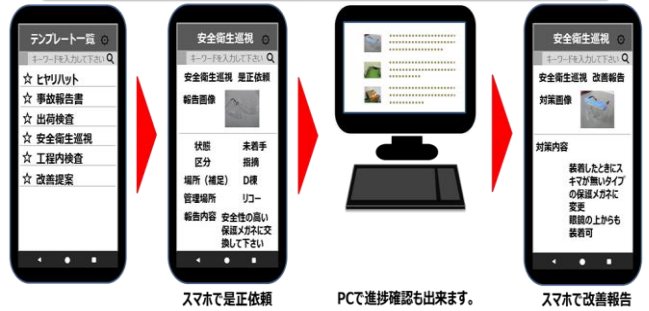 テンプレート一覧
キーワードを入力して下さい
☆ ヒヤリハット
☆ 事故報告書
☆ 出荷検査
☆ 安全衛生巡視
☆ 工程内検査
☆ 改善提案
安全衛生巡視
キーワードを入力して下さい
安全衛生巡視 是正依頼
報告画像
状態 未着手
区分 指摘
場所（補足） D棟
管理場所 リコー
報告内容 安全性の高い
保護メガネに交
換して下さい
スマホで是正依頼
PCで進捗確認も出来ます。
安全衛生巡視
キーワードを入力して下さい
安全衛生巡視 改善報告
対策画像
対策内容
装着したときにス
キマが無いタイプ
の保護メガネに
変更
眼鏡の上からも
装着可
スマホで改善報告